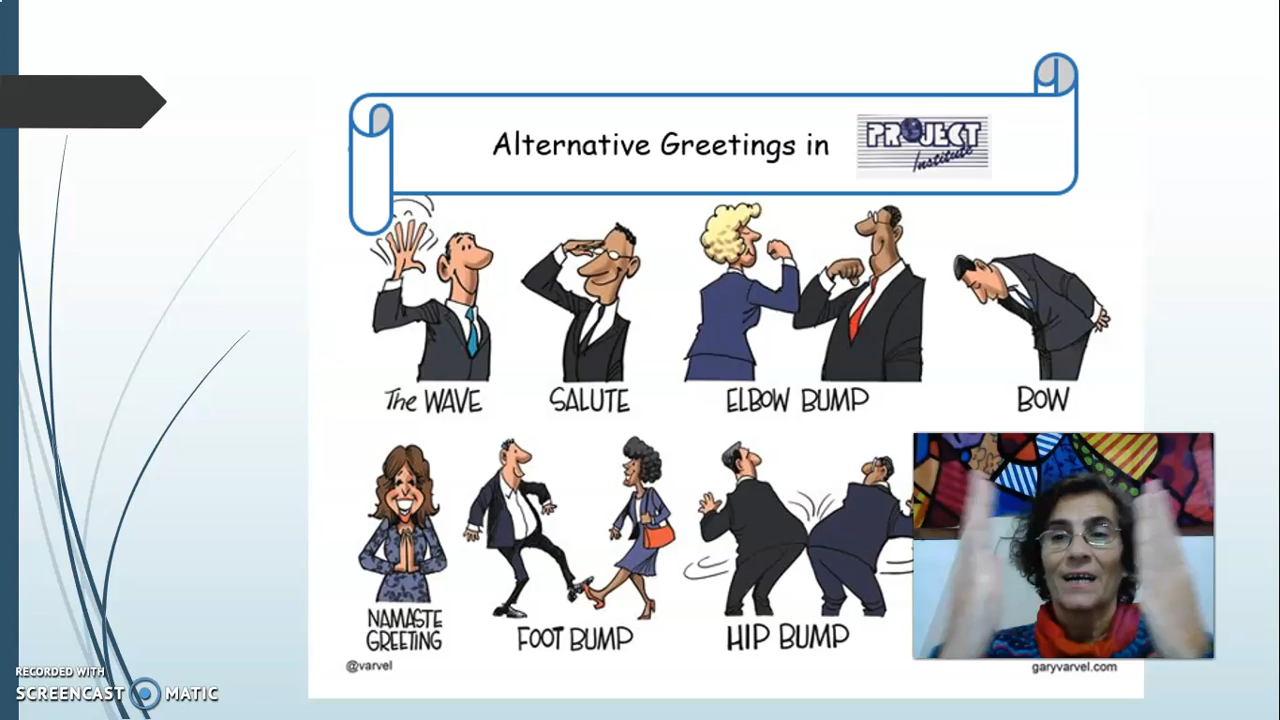 Alternative Greetings in
PROJECT
Institute
The WAVE
SALUTE
ELBOW BUMP
BOW
NAMASTE
GREETING
FOOT BUMP
HIP BUMP
@varvel
garyvarvel.com
RECORDED WITH
SCREENCAST MATIC